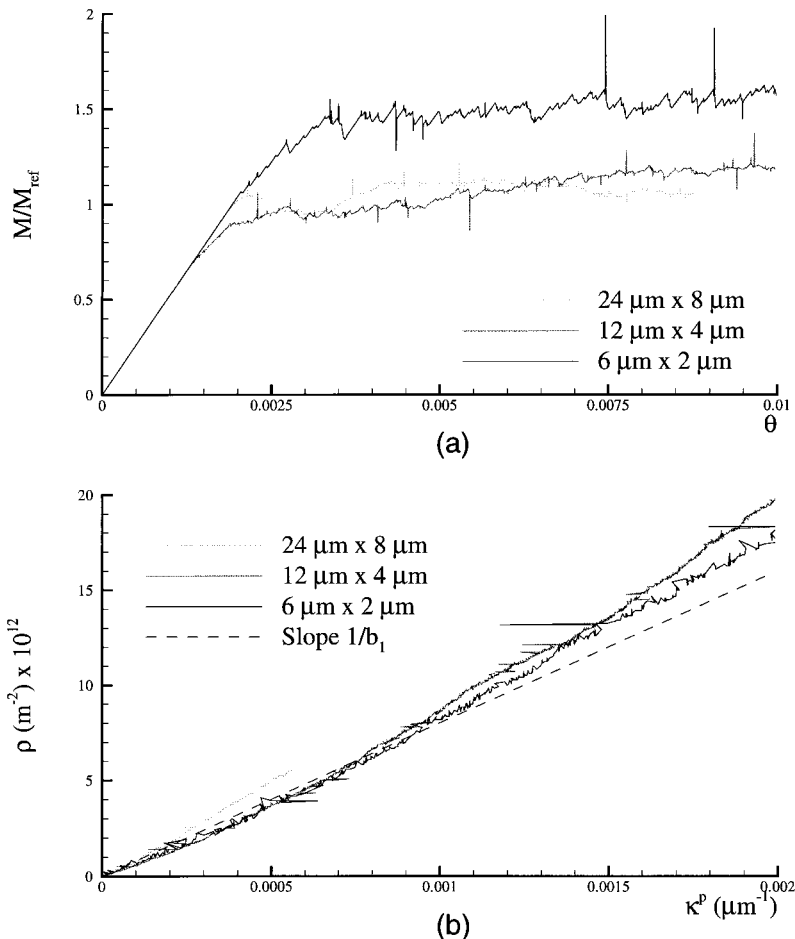 2
1.5
1
0.5
0
M/M_ref
24 μm x 8 μm
12 μm x 4 μm
6 μm x 2 μm
0 0.0025 0.005 0.0075 0.01
θ
(a)
20
15
10
5
0
ρ (m⁻²) x 10¹²
24 μm x 8 μm
12 μm x 4 μm
6 μm x 2 μm
Slope 1/b_I
0 0.0005 0.001 0.0015 0.002
κᵖ (μm⁻¹)
(b)